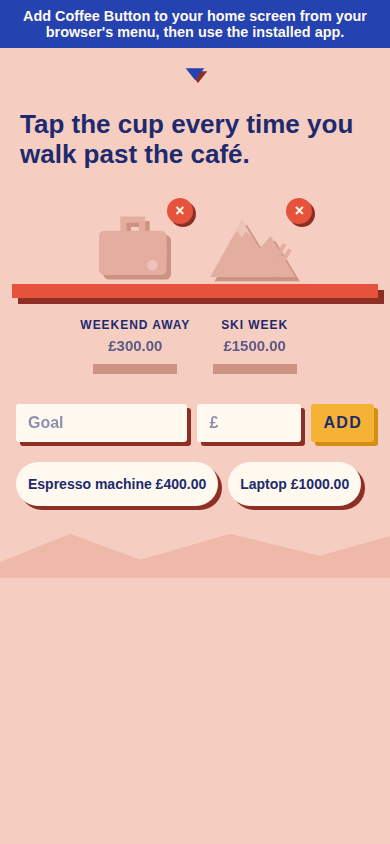 Add Coffee Button to your home screen from your
browser's menu, then use the installed app.
Tap the cup every time you
walk past the café.
× ×
WEEKEND AWAY SKI WEEK
£300.00 £1500.00
Goal £ ADD
Espresso machine £400.00 Laptop £1000.00